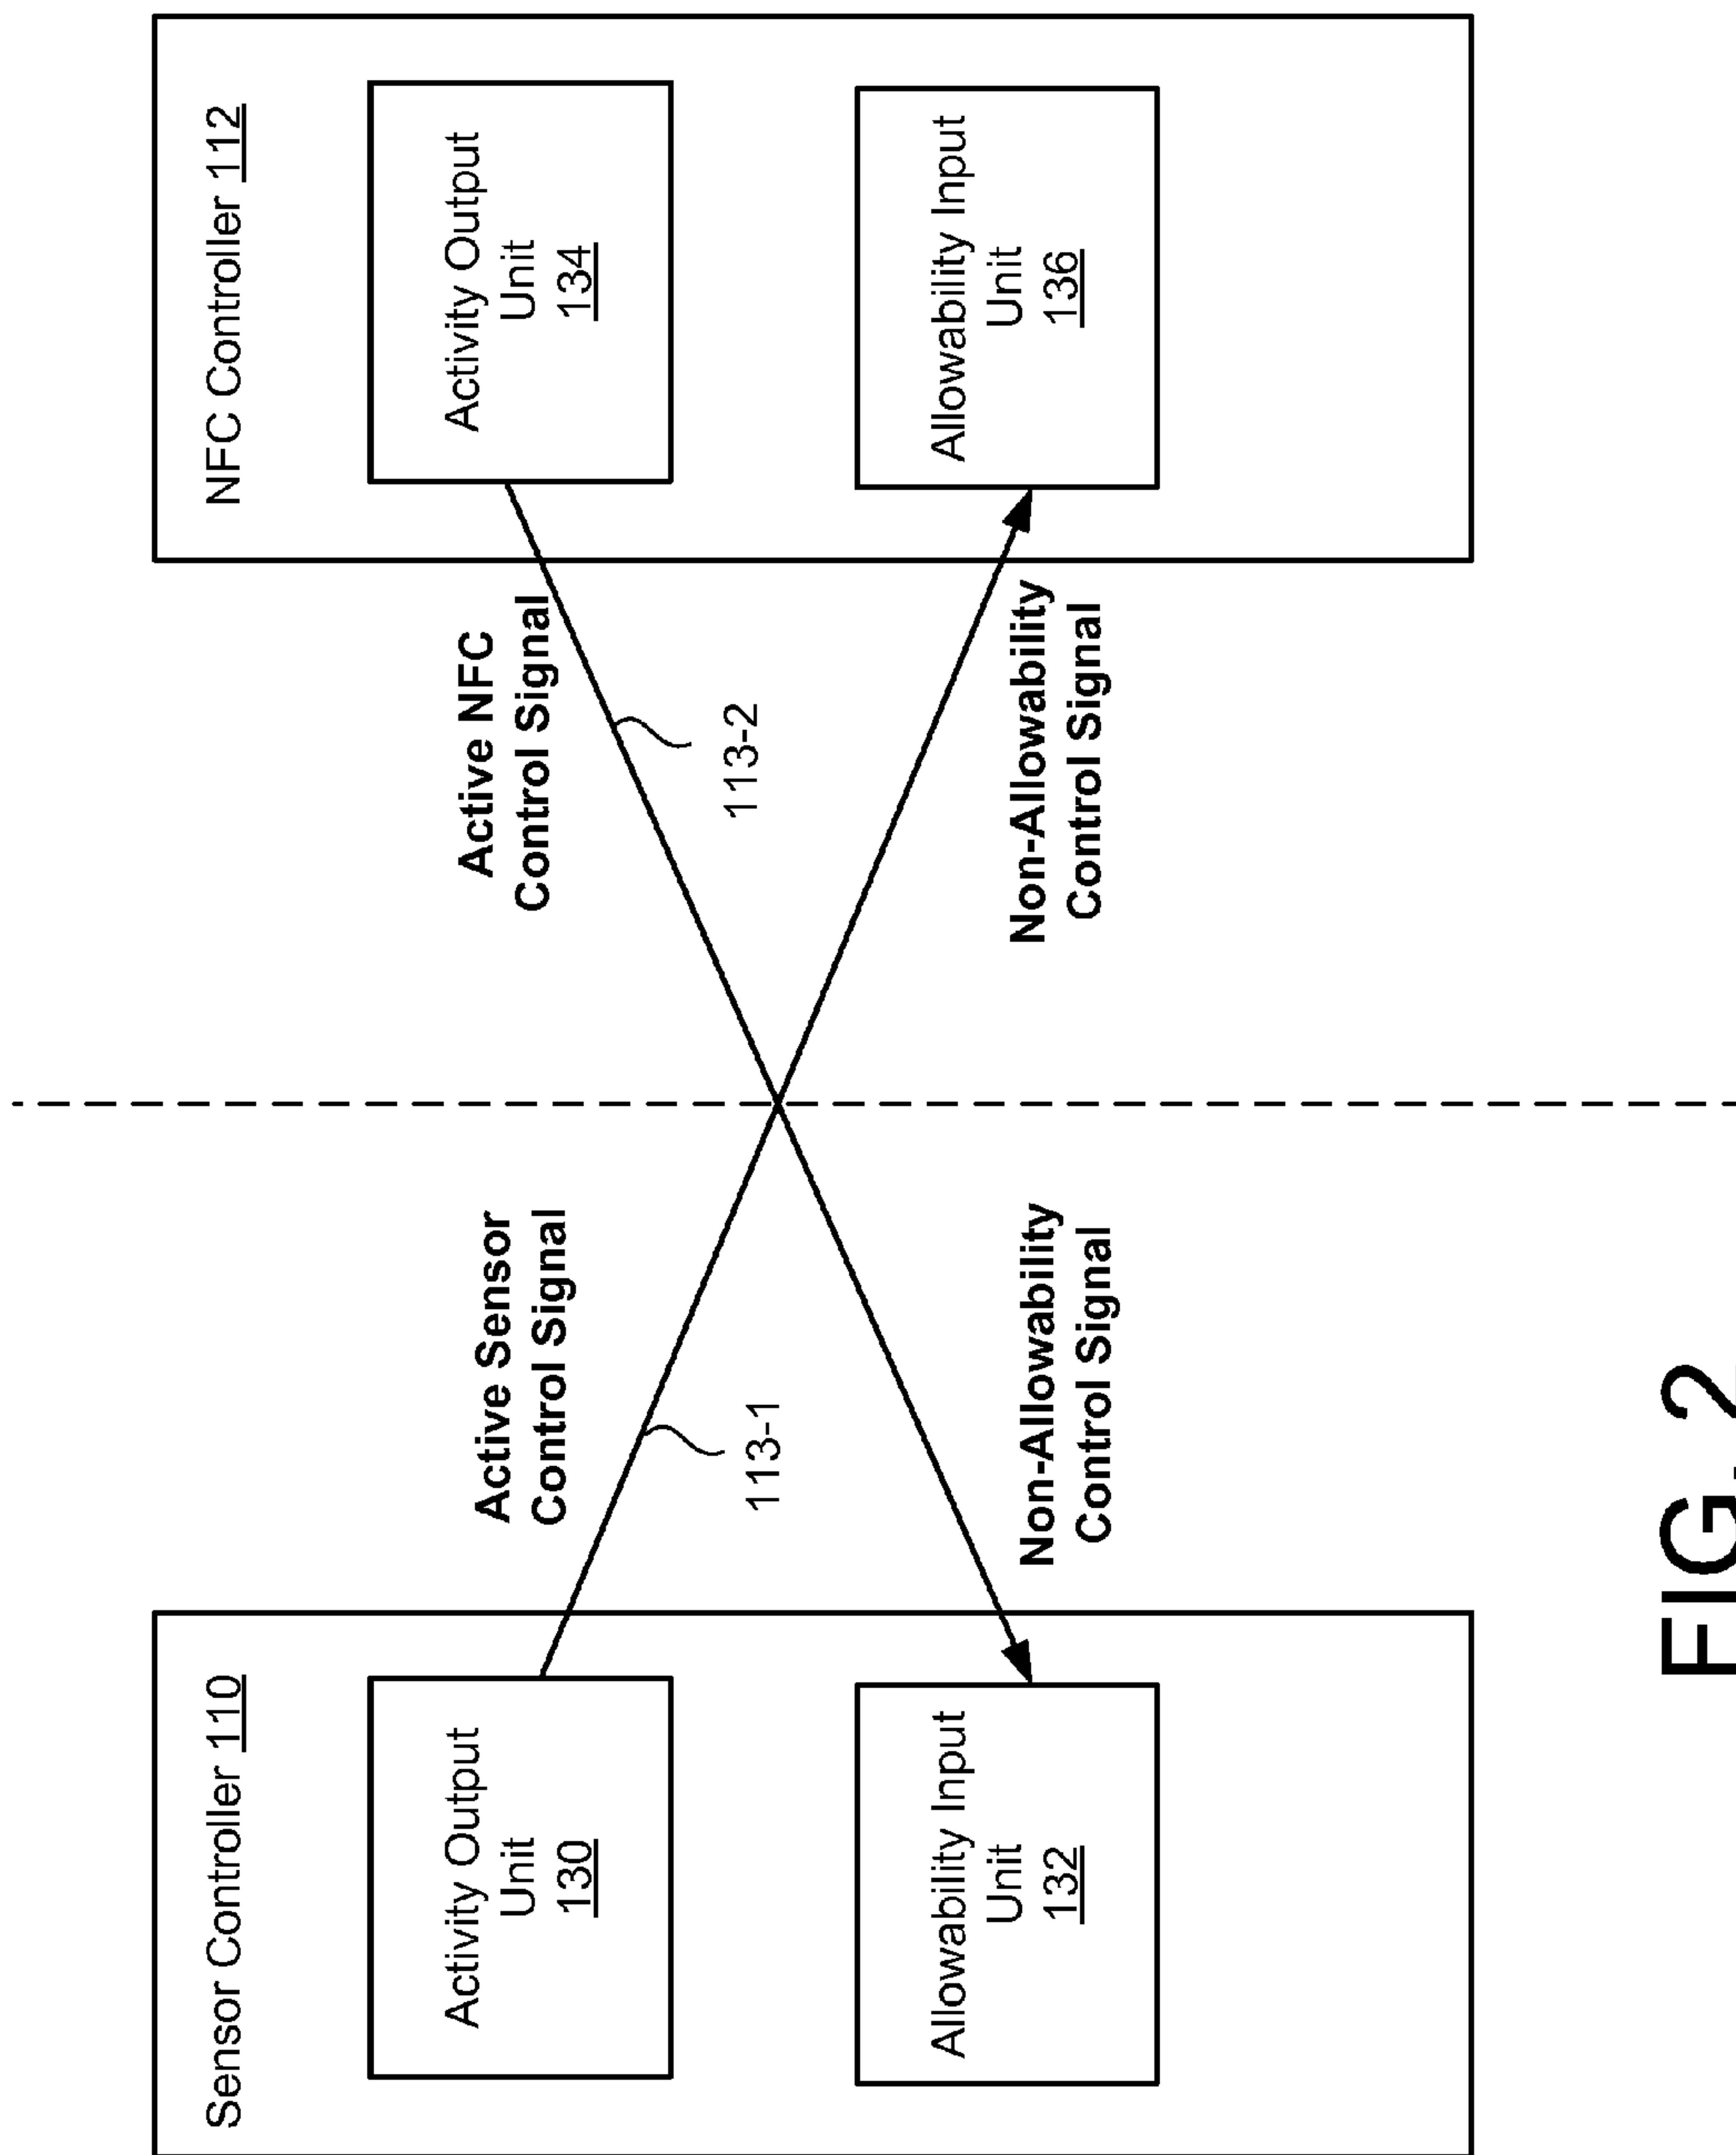 Sensor Controller 110
Activity Output
Unit
130
Allowability Input
Unit
132
Active Sensor
Control Signal
113-1
Non-Allowability
Control Signal
Active NFC
Control Signal
113-2
Non-Allowability
Control Signal
NFC Controller 112
Activity Output
Unit
134
Allowability Input
Unit
136
FIG. 2